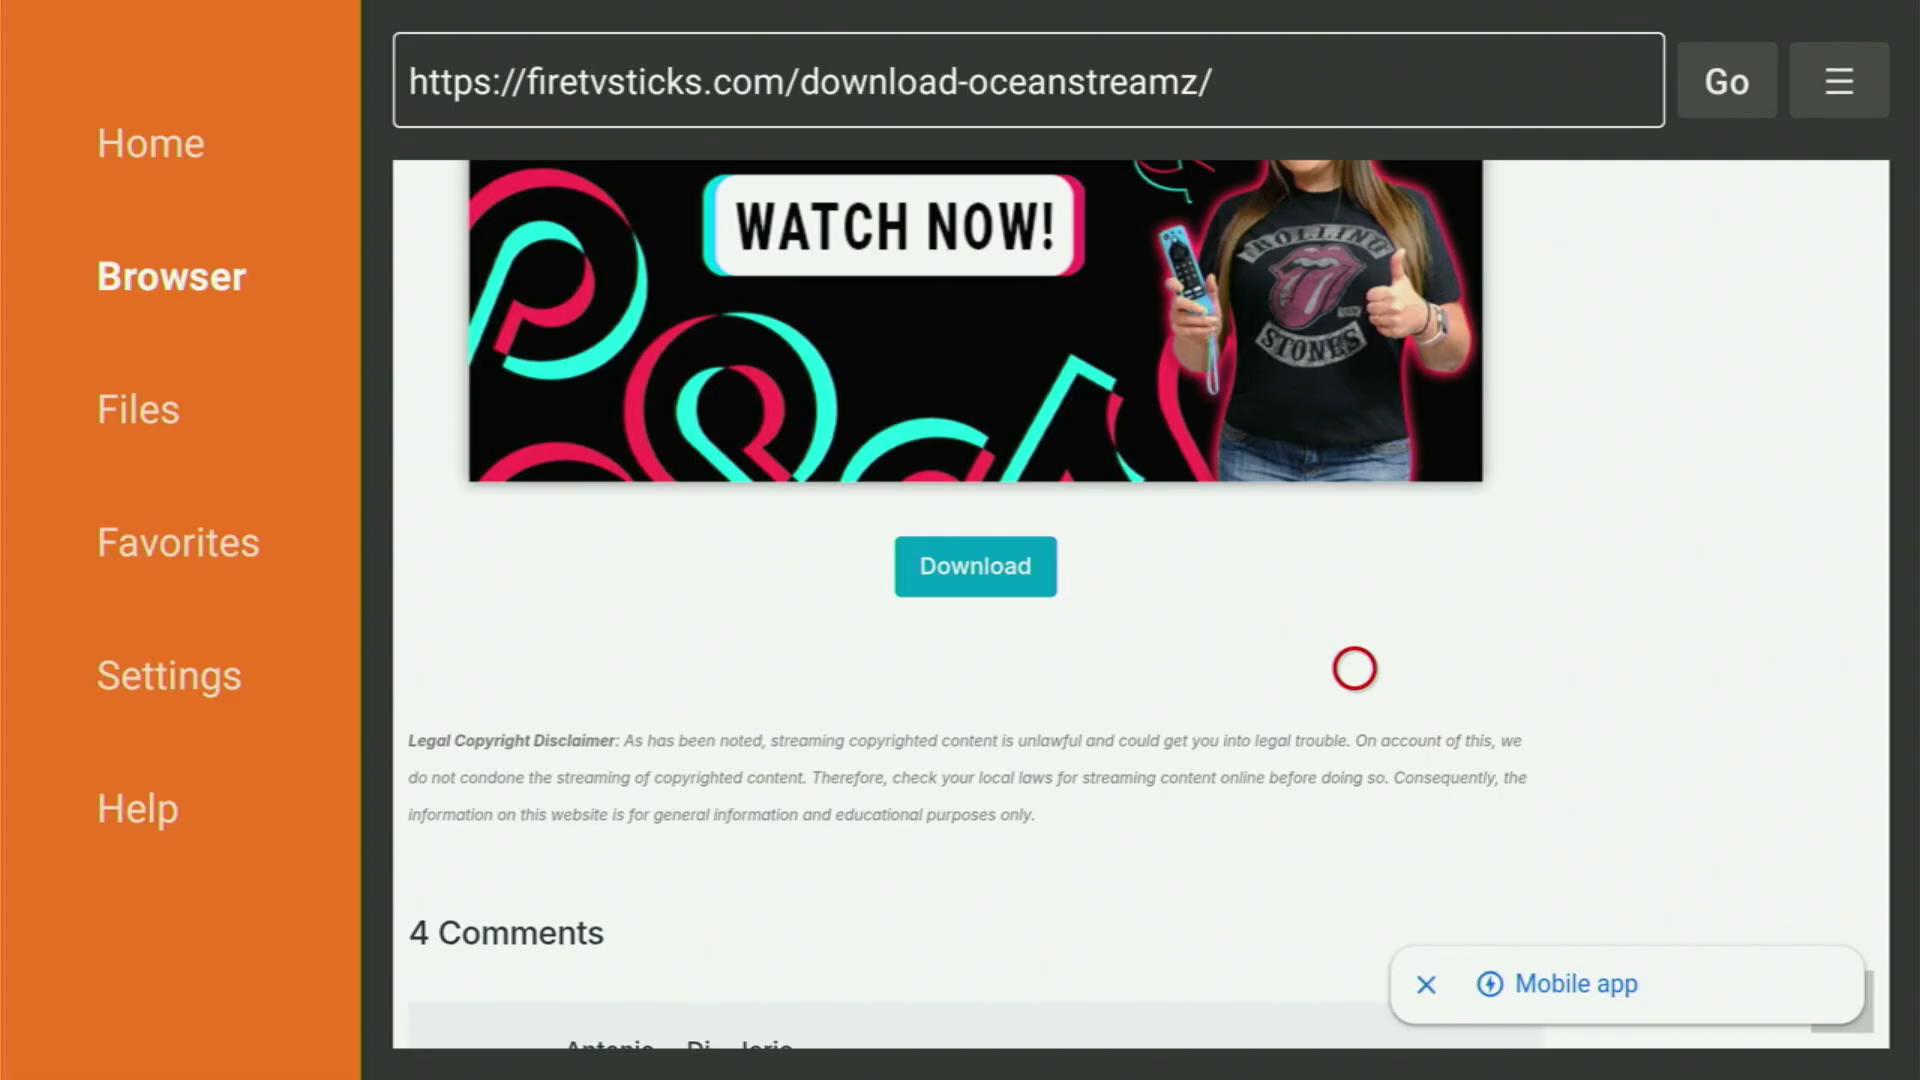 https://firetvsticks.com/download-oceanstreamz/
Go
Home
Browser
Files
Favorites
Settings
Help
WATCH NOW!
ROLLING
STONES
Download
Legal Copyright Disclaimer: As has been noted, streaming copyrighted content is unlawful and could get you into legal trouble. On account of this, we
do not condone the streaming of copyrighted content. Therefore, check your local laws for streaming content online before doing so. Consequently, the
information on this website is for general information and educational purposes only.
4 Comments
Mobile app